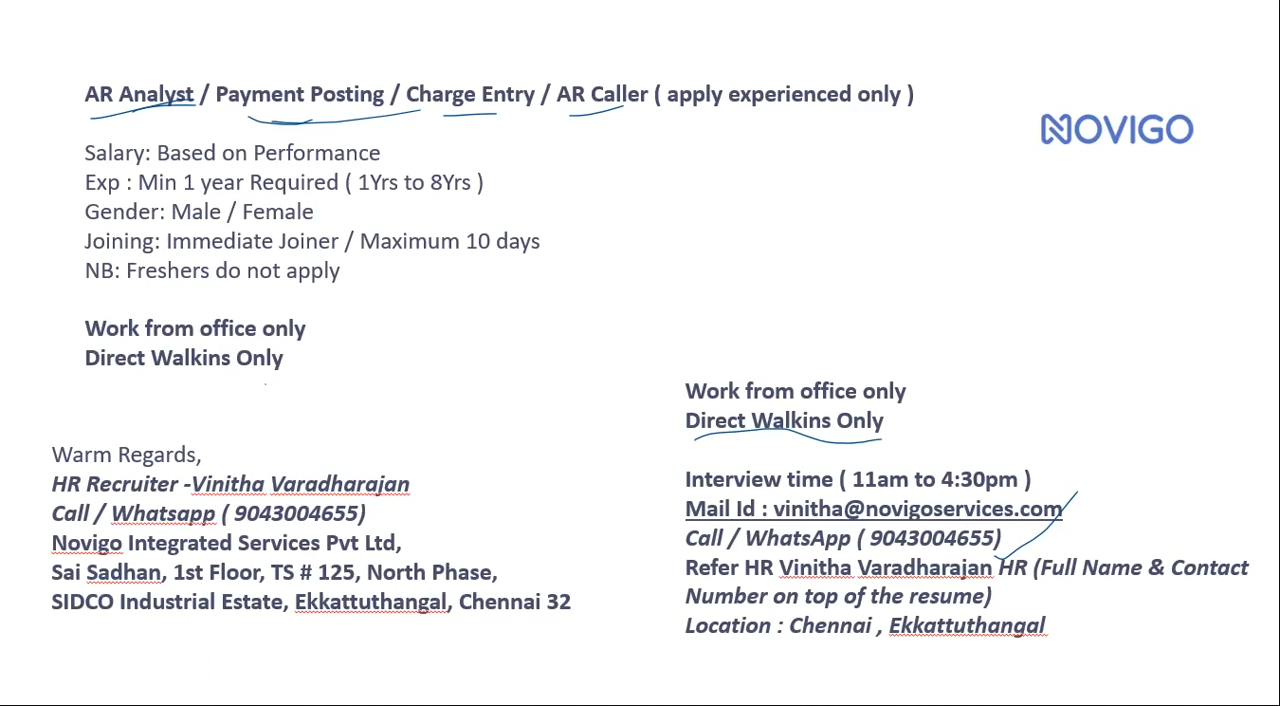 AR Analyst / Payment Posting / Charge Entry / AR Caller ( apply experienced only )
NOVIGO
Salary: Based on Performance
Exp : Min 1 year Required ( 1Yrs to 8Yrs )
Gender: Male / Female
Joining: Immediate Joiner / Maximum 10 days
NB: Freshers do not apply
Work from office only
Direct Walkins Only
Warm Regards,
HR Recruiter -Vinitha Varadharajan
Call / Whatsapp ( 9043004655)
Novigo Integrated Services Pvt Ltd,
Sai Sadhan, 1st Floor, TS # 125, North Phase,
SIDCO Industrial Estate, Ekkattuthangal, Chennai 32
Work from office only
Direct Walkins Only
Interview time ( 11am to 4:30pm )
Mail Id : vinitha@novigoservices.com
Call / WhatsApp ( 9043004655)
Refer HR Vinitha Varadharajan HR (Full Name & Contact
Number on top of the resume)
Location : Chennai , Ekkattuthangal